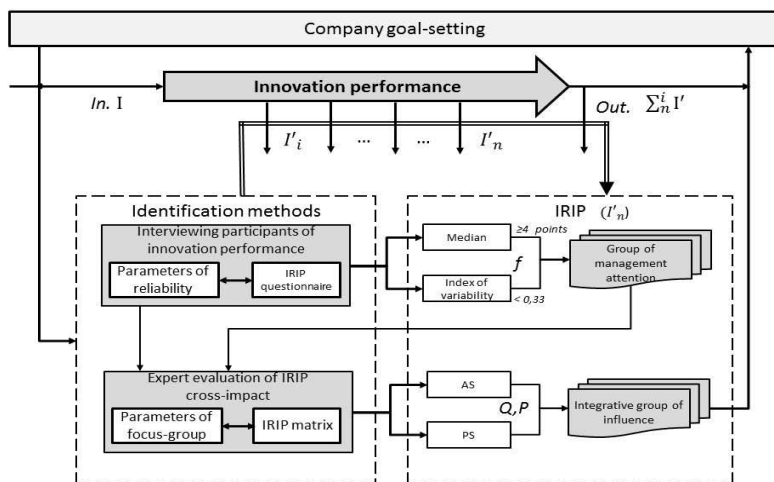 Company goal-setting
Innovation performance
In. I
Out. ∑ⁱₙ I′
I′ᵢ ... ... I′ₙ
Identification methods
IRIP (I′ₙ)
Interviewing participants of
innovation performance
Parameters of
reliability
IRIP
questionnaire
Median
≥4 points
f
Index of
variability
< 0,33
Group of
management
attention
Expert evaluation of IRIP
cross-impact
Parameters of
focus-group
IRIP matrix
AS
Q,P
PS
Integrative group of
influence